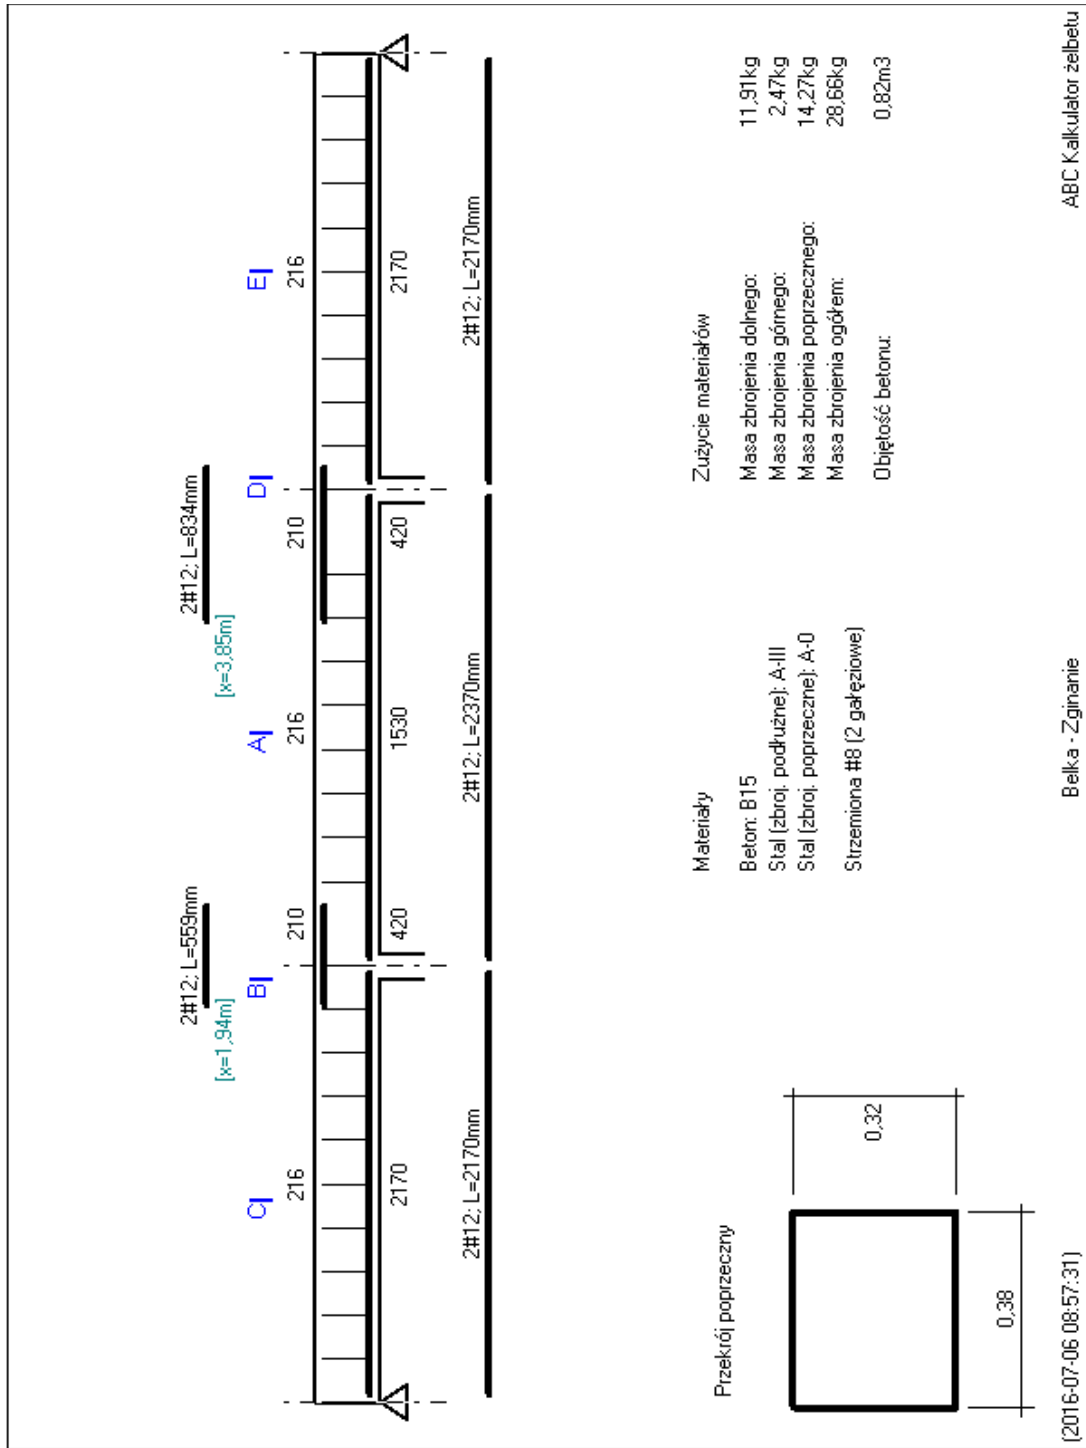 2#12; L=559mm
2#12; L=834mm
[x=1,94m]
[x=3,85m]
C B A D E
216 210 216 210 216
2170 420 1530 420 2170
2#12; L=2170mm 2#12; L=2370mm 2#12; L=2170mm
Przekrój poprzeczny
0,32
0,38
Materiały
Beton: B15
Stal (zbroj. podłużne): A-III
Stal (zbroj. poprzeczne): A-0
Strzemiona #8 (2 gałęziowe)
Zużycie materiałów
Masa zbrojenia dolnego: 11,91kg
Masa zbrojenia górnego: 2,47kg
Masa zbrojenia poprzecznego: 14,27kg
Masa zbrojenia ogółem: 28,66kg
Objętość betonu: 0,82m3
(2016-07-06 08:57:31) Belka - Zginanie ABC Kalkulator żelbetu